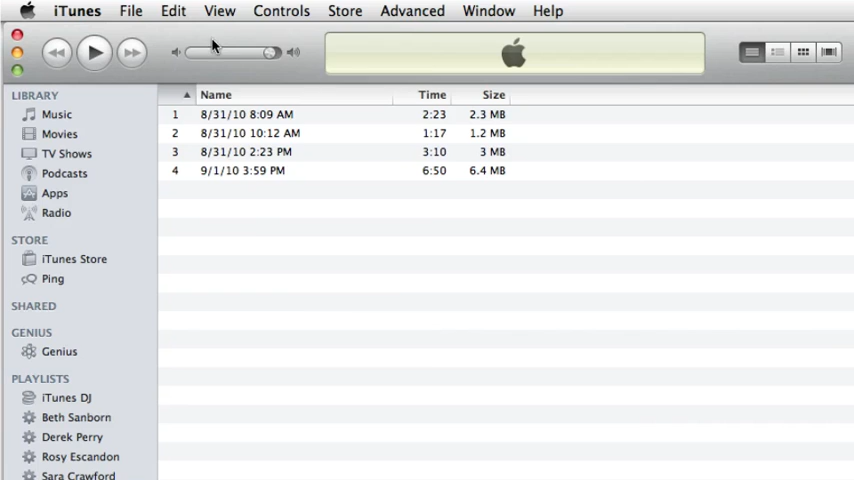 iTunes File Edit View Controls Store Advanced Window Help
LIBRARY
Music
Movies
TV Shows
Podcasts
Apps
Radio
STORE
iTunes Store
Ping
SHARED
GENIUS
Genius
PLAYLISTS
iTunes DJ
Beth Sanborn
Derek Perry
Rosy Escandon
Sara Crawford
Name Time Size
1 8/31/10 8:09 AM 2:23 2.3 MB
2 8/31/10 10:12 AM 1:17 1.2 MB
3 8/31/10 2:23 PM 3:10 3 MB
4 9/1/10 3:59 PM 6:50 6.4 MB